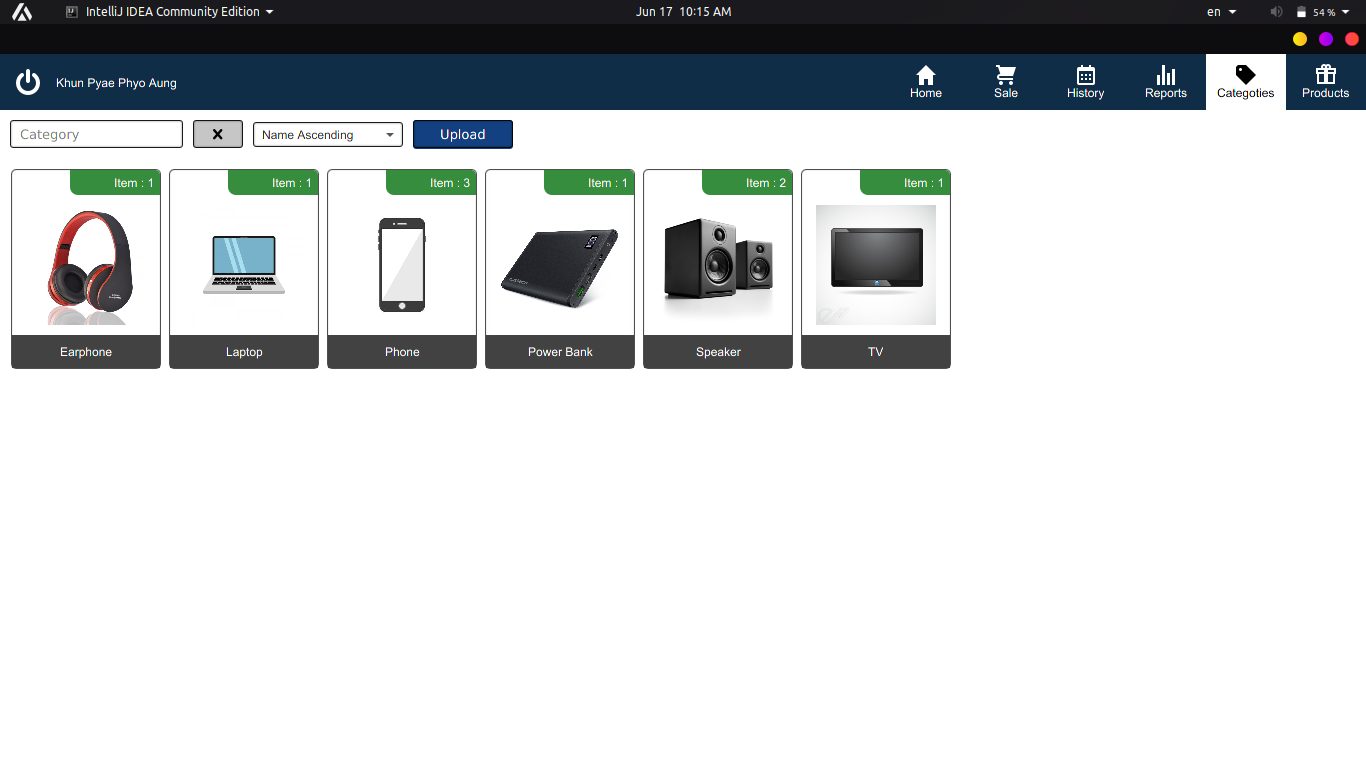 IntelliJ IDEA Community Edition
Jun 17 10:15 AM
en
54 %
Khun Pyae Phyo Aung
Home
Sale
History
Reports
Categoties
Products
Category
Name Ascending
Upload
Item : 1
Item : 1
Item : 3
Item : 1
Item : 2
Item : 1
Earphone
Laptop
Phone
Power Bank
Speaker
TV